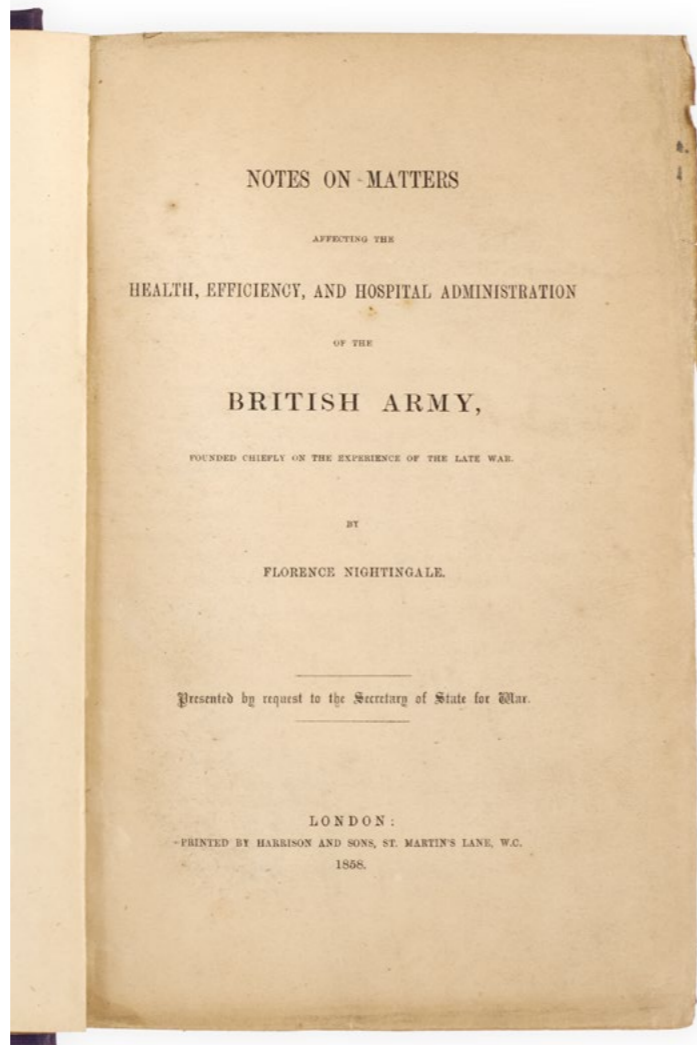 NOTES ON MATTERS
AFFECTING THE
HEALTH, EFFICIENCY, AND HOSPITAL ADMINISTRATION
OF THE
BRITISH ARMY,
FOUNDED CHIEFLY ON THE EXPERIENCE OF THE LATE WAR.
BY
FLORENCE NIGHTINGALE.
Presented by request to the Secretary of State for War.
LONDON:
PRINTED BY HARRISON AND SONS, ST. MARTIN'S LANE, W.C.
1858.